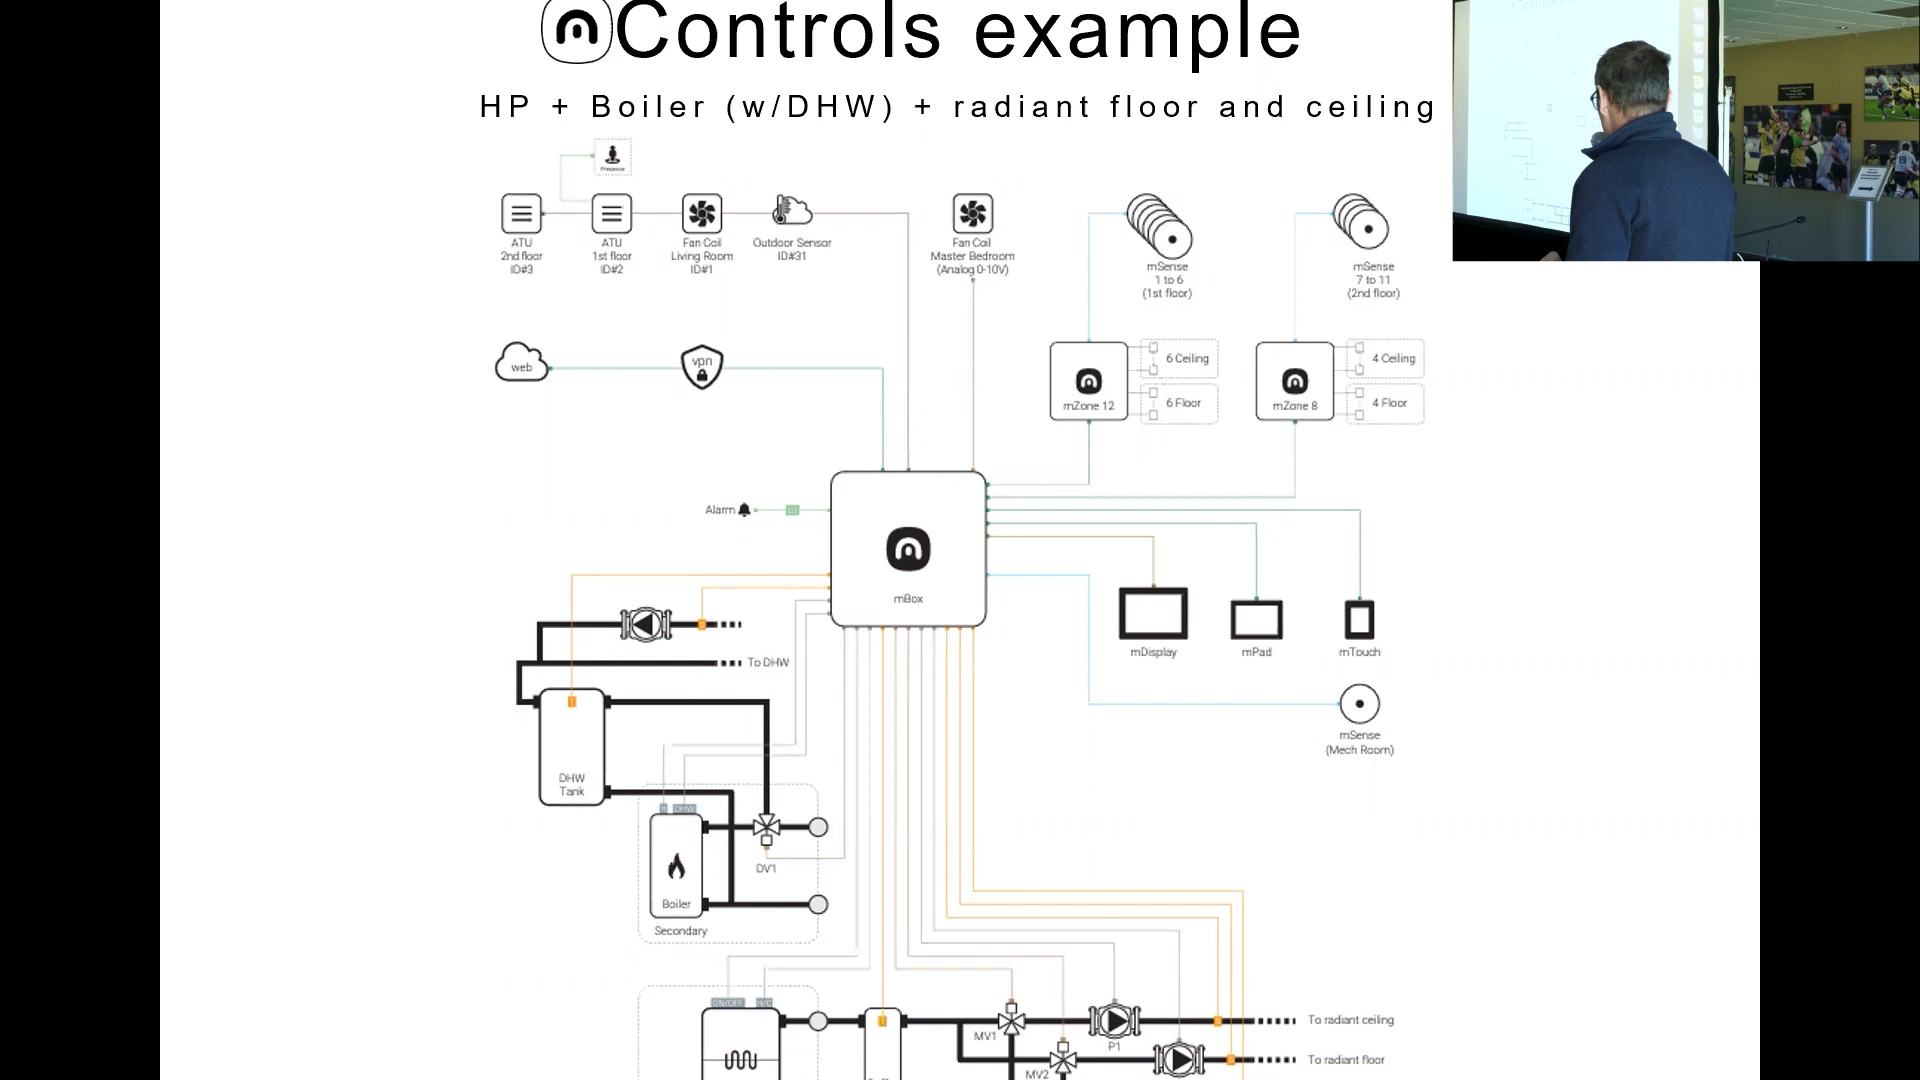 Controls example
HP + Boiler (w/DHW) + radiant floor and ceiling
Presence
ATU
2nd floor
ID#3
ATU
1st floor
ID#2
Fan Coil
Living Room
ID#1
Outdoor Sensor
ID#31
Fan Coil
Master Bedroom
(Analog 0-10V)
mSense
1 to 6
(1st floor)
mSense
7 to 11
(2nd floor)
web
vpn
mZone 12
6 Ceiling
6 Floor
mZone 8
4 Ceiling
4 Floor
Alarm
mBox
To DHW
mDisplay
mPad
mTouch
mSense
(Mech Room)
DHW
Tank
DHW
DV1
Boiler
Secondary
ON/OFF
H/C
MV1
P1
To radiant ceiling
MV2
To radiant floor